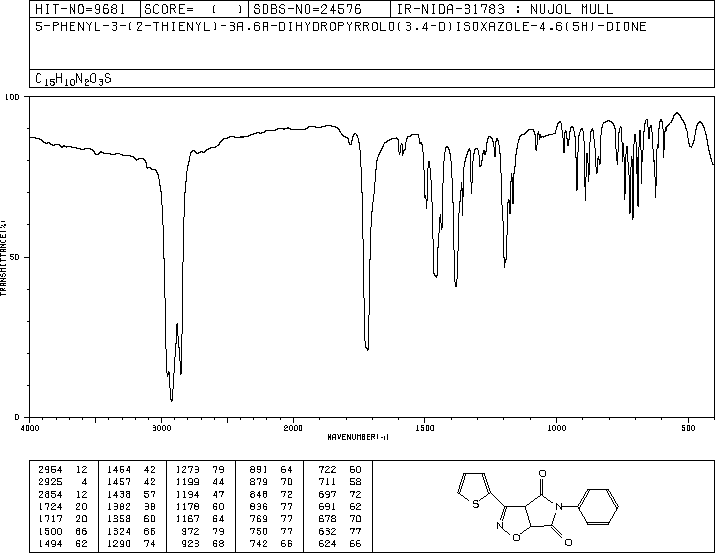 HIT-NO=9681 SCORE= ( ) SDBS-NO=24576 IR-NIDA-31783 : NUJOL MULL
5-PHENYL-3-(2-THIENYL)-3A.6A-DIHYDROPYRROLO(3.4-D)ISOXAZOLE-4.6(5H)-DIONE
C15H10N2O3S
100
50
0
TRANSMITTANCE(%)
4000 3000 2000 1500 1000 500
WAVENUMBER(-1)
2954 12 1464 42 1273 79 891 64 722 60
2925 4 1457 42 1199 44 879 70 711 58
2854 12 1438 57 1194 47 848 72 697 72
1724 20 1382 38 1178 60 836 77 691 62
1717 20 1358 60 1167 64 769 77 678 70
1500 66 1324 66 972 79 750 77 632 77
1494 62 1290 74 923 68 742 66 624 66
S
N
O
O
N
O